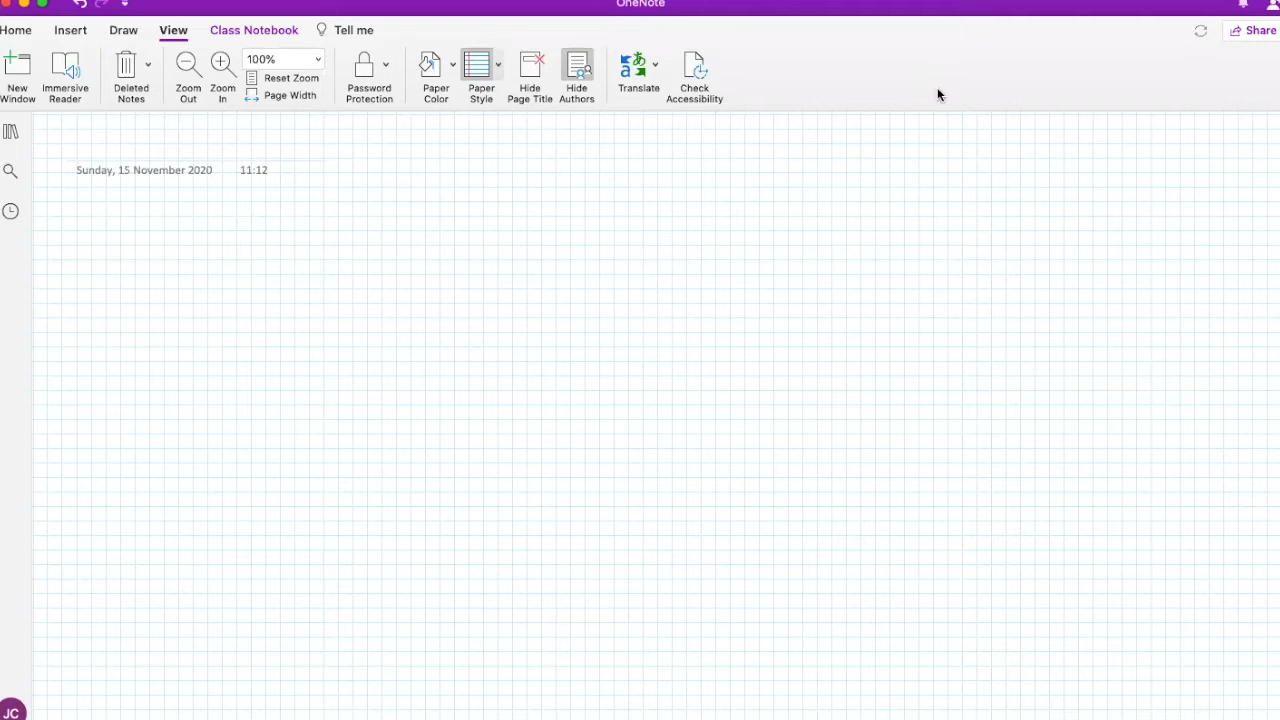 OneNote
Home Insert Draw View Class Notebook Tell me Share
New Window
Immersive Reader
Deleted Notes
Zoom Out
Zoom In
100%
Reset Zoom
Page Width
Password Protection
Paper Color
Paper Style
Hide Page Title
Hide Authors
Translate
Check Accessibility
Sunday, 15 November 2020 11:12
JC